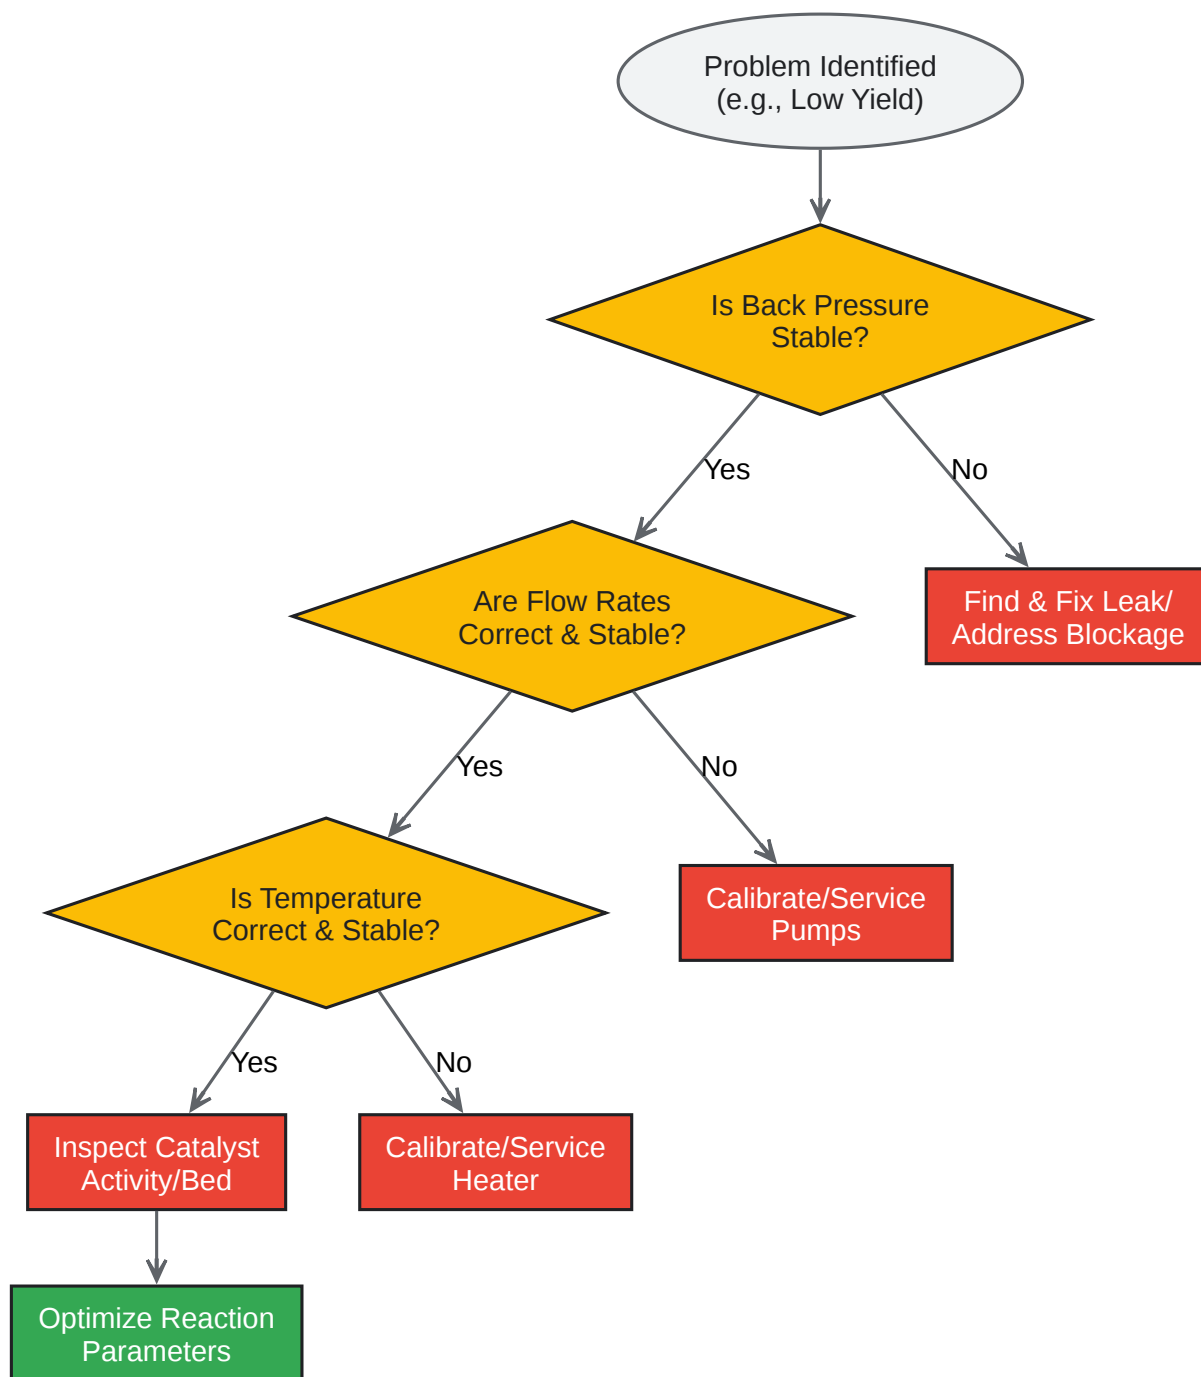 Problem Identified
(e.g., Low Yield)
Is Back Pressure
Stable?
Yes
No
Are Flow Rates
Correct & Stable?
Find & Fix Leak/
Address Blockage
Yes
No
Is Temperature
Correct & Stable?
Calibrate/Service
Pumps
Yes
No
Inspect Catalyst
Activity/Bed
Calibrate/Service
Heater
Optimize Reaction
Parameters